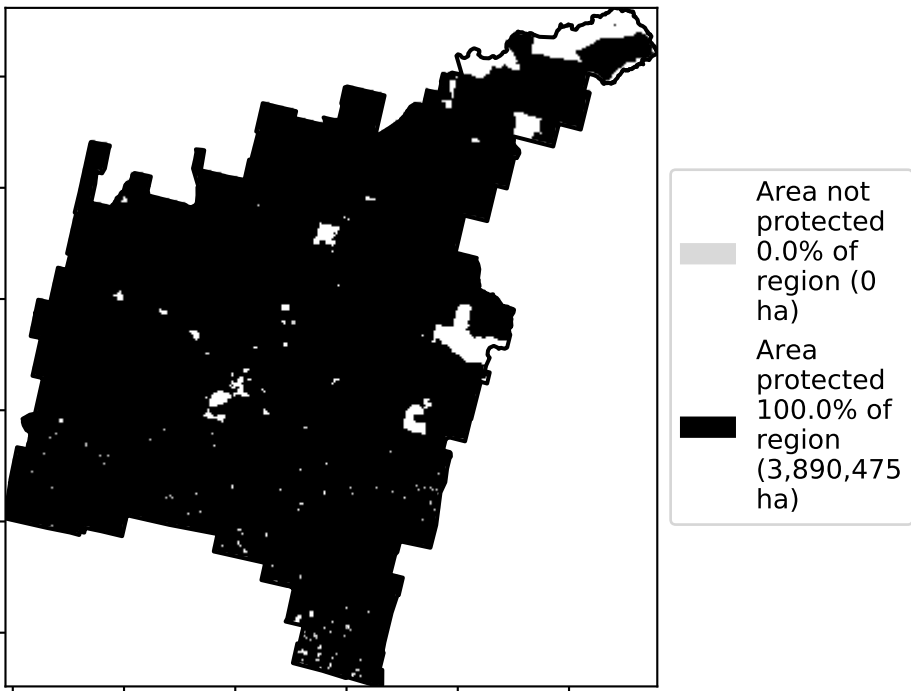 Area not
protected
0.0% of
region (0
ha)
Area
protected
100.0% of
region
(3,890,475
ha)